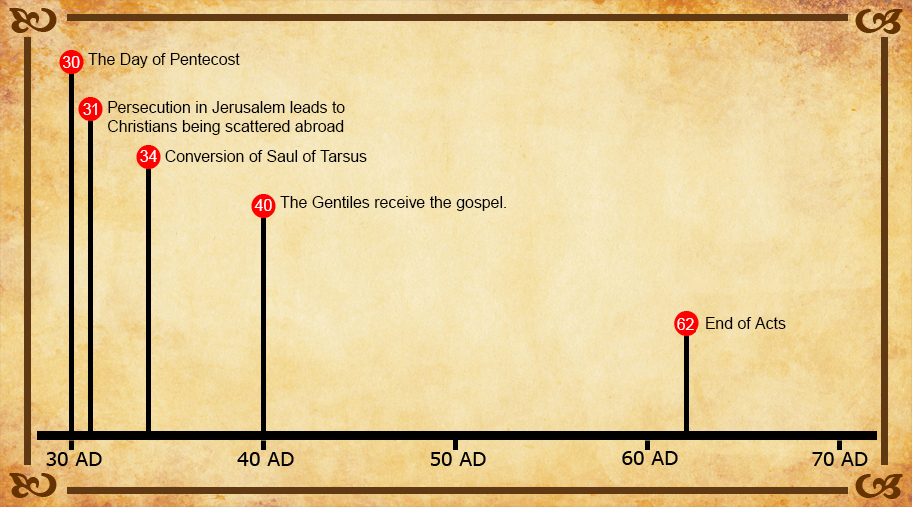 30 The Day of Pentecost
31 Persecution in Jerusalem leads to
Christians being scattered abroad
34 Conversion of Saul of Tarsus
40 The Gentiles receive the gospel.
62 End of Acts
30 AD 40 AD 50 AD 60 AD 70 AD